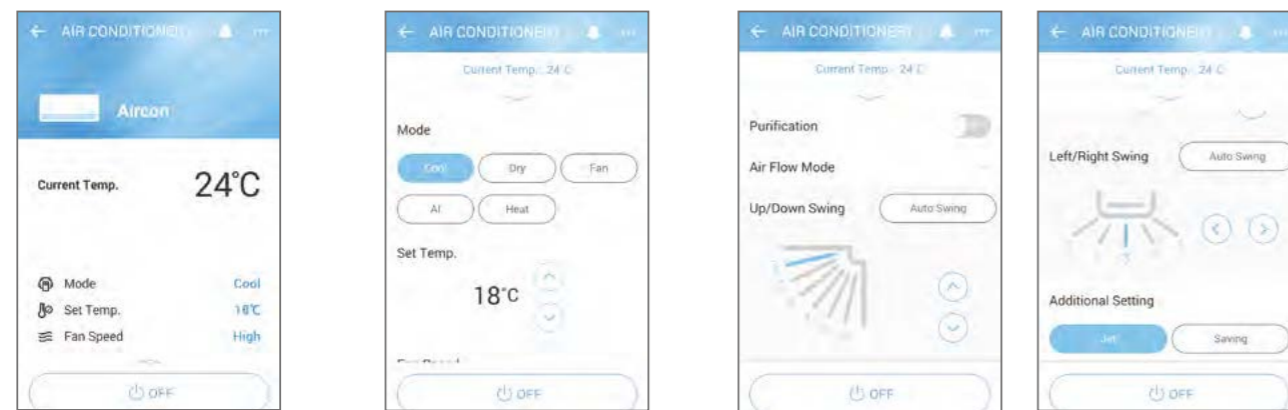 ← AIR CONDITIONER
Aircon
Current Temp. 24°C
Mode Cool
Set Temp. 18℃
Fan Speed High
OFF
← AIR CONDITIONER
Current Temp. 24 C
Mode
Cool Dry Fan
AI Heat
Set Temp.
18°C
Fan Speed
OFF
← AIR CONDITIONER
Current Temp. 24 C
Purification
Air Flow Mode
Up/Down Swing Auto Swing
OFF
← AIR CONDITIONER
Current Temp. 24 C
Left/Right Swing Auto Swing
3
Additional Setting
Jet Saving
OFF